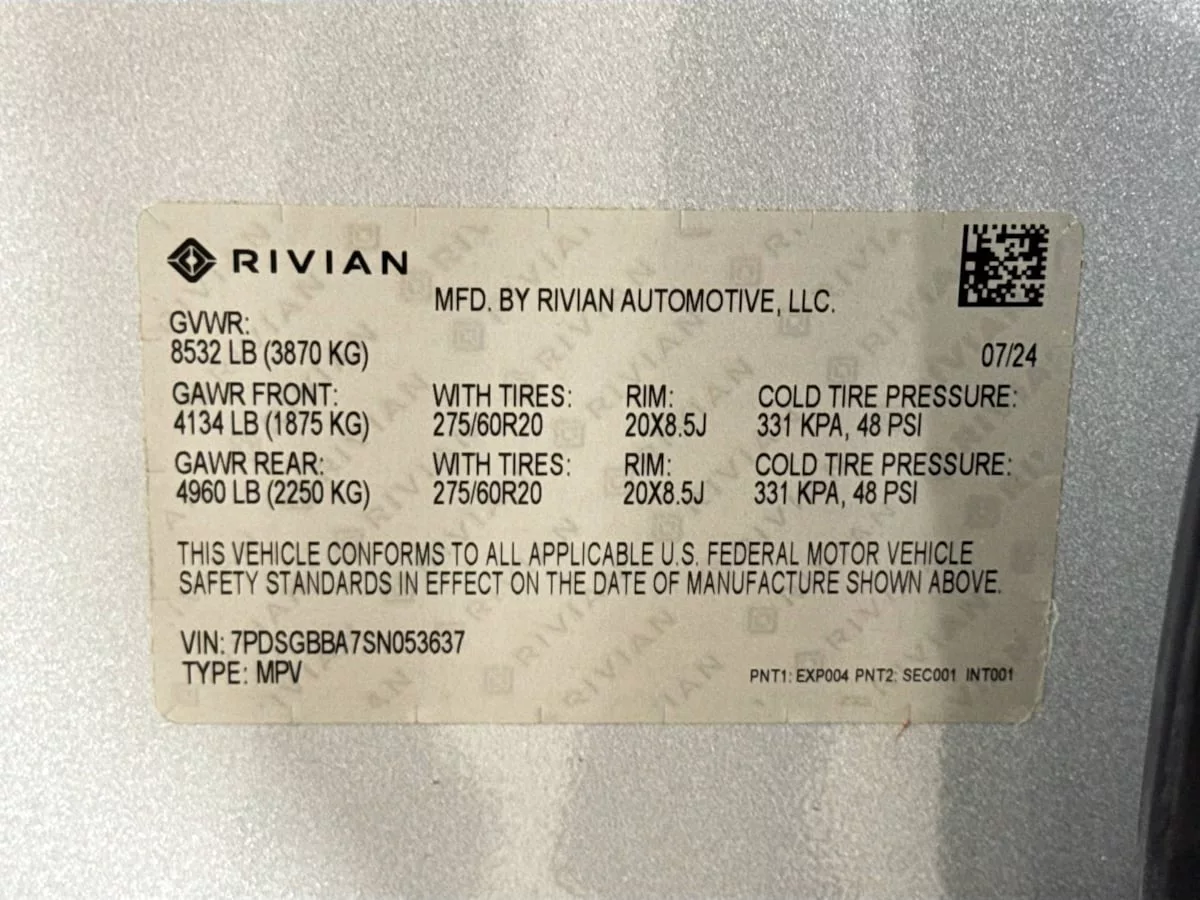 RIVIAN
MFD. BY RIVIAN AUTOMOTIVE, LLC.
GVWR:
8532 LB (3870 KG) 07/24
GAWR FRONT: WITH TIRES: RIM: COLD TIRE PRESSURE:
4134 LB (1875 KG) 275/60R20 20X8.5J 331 KPA, 48 PSI
GAWR REAR: WITH TIRES: RIM: COLD TIRE PRESSURE:
4960 LB (2250 KG) 275/60R20 20X8.5J 331 KPA, 48 PSI
THIS VEHICLE CONFORMS TO ALL APPLICABLE U.S. FEDERAL MOTOR VEHICLE
SAFETY STANDARDS IN EFFECT ON THE DATE OF MANUFACTURE SHOWN ABOVE.
VIN: 7PDSGBBA7SN053637
TYPE: MPV PNT1: EXP004 PNT2: SEC001 INT001